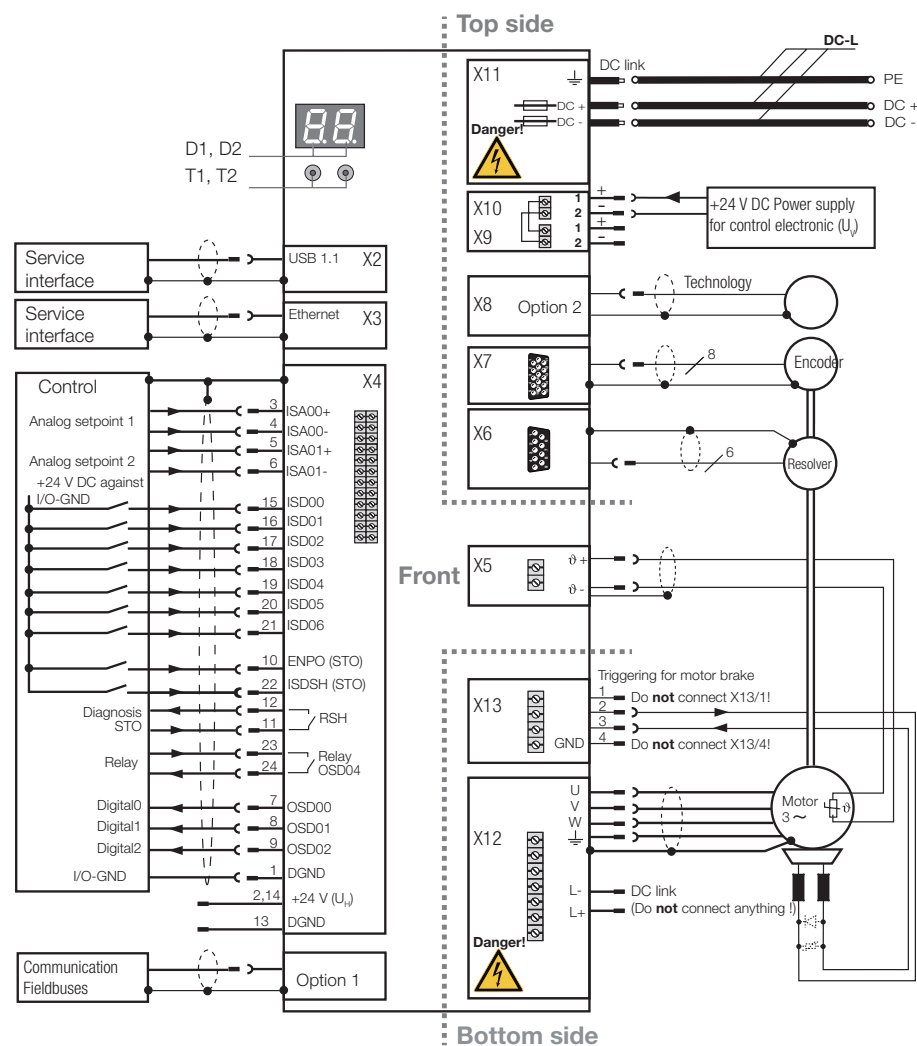 Top side
DC-L
X11
DC link
PE
DC +
DC +
DC -
DC -
Danger!
D1, D2
T1, T2
X10
X9
+
1
-
2
+
1
-
2
+24 V DC Power supply
for control electronic (UV)
Service
interface
USB 1.1
X2
Service
interface
Ethernet
X3
X8
Option 2
Technology
X7
8
Encoder
X6
6
Resolver
Control
X4
Analog setpoint 1
3
ISA00+
4
ISA00-
5
ISA01+
Analog setpoint 2
6
ISA01-
+24 V DC against
I/O-GND
15
ISD00
16
ISD01
17
ISD02
18
ISD03
19
ISD04
20
ISD05
21
ISD06
10
ENPO (STO)
22
ISDSH (STO)
Diagnosis
STO
12
11
RSH
Relay
23
24
Relay
OSD04
Digital0
7
OSD00
Digital1
8
OSD01
Digital2
9
OSD02
I/O-GND
1
DGND
2,14
+24 V (UH)
13
DGND
Communication
Fieldbuses
Option 1
Front
X5
ϑ +
ϑ -
Triggering for motor brake
X13
1
Do not connect X13/1!
2
3
GND
4
Do not connect X13/4!
X12
U
V
W
Motor
3 ~
ϑ
L-
DC link
L+
(Do not connect anything !)
Danger!
Bottom side